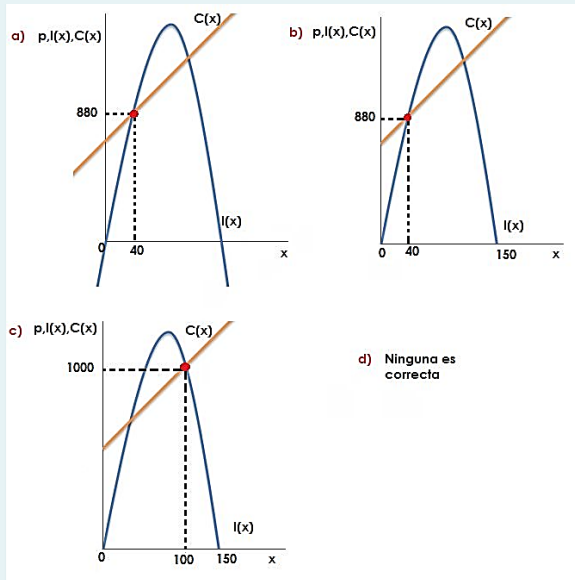 a) p,I(x),C(x)
C(x)
880
I(x)
0
40
x
b) p,I(x),C(x)
C(x)
880
I(x)
0
40
150
x
c) p,I(x),C(x)
C(x)
1000
I(x)
0
100
150
x
d) Ninguna es
correcta